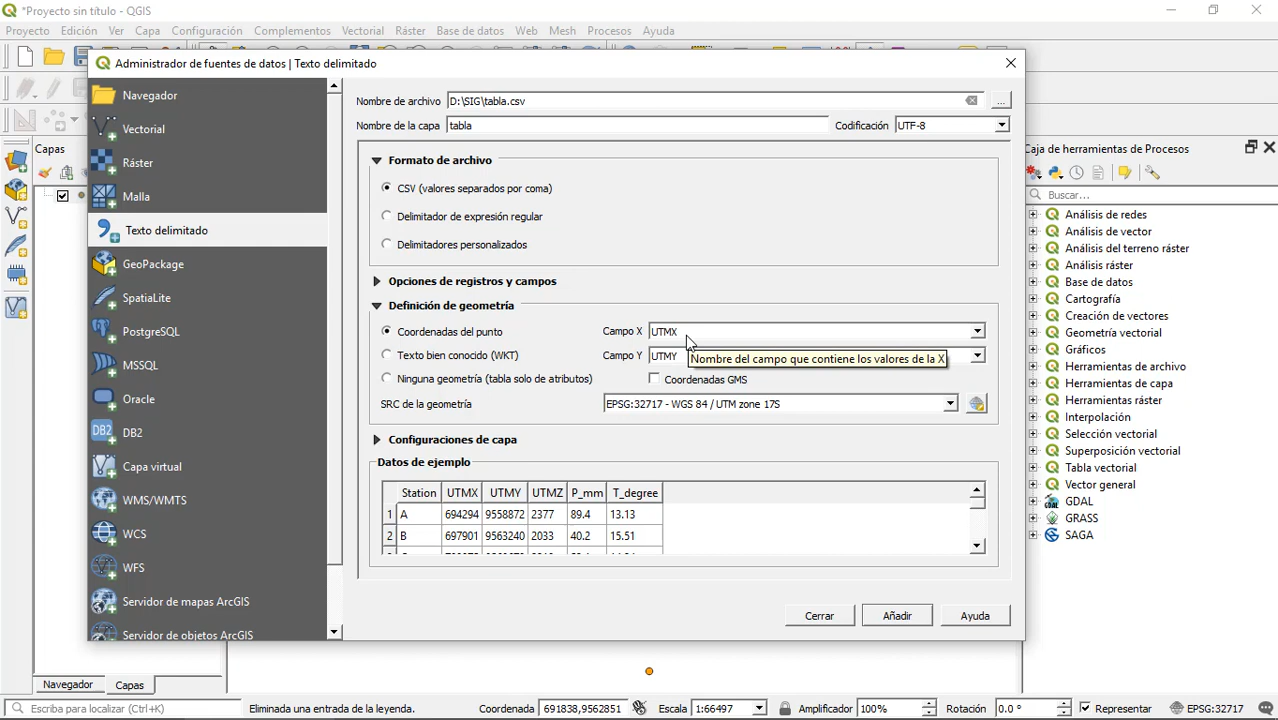 *Proyecto sin título - QGIS
Proyecto Edición Ver Capa Configuración Complementos Vectorial Ráster Base de datos Web Mesh Procesos Ayuda
Administrador de fuentes de datos | Texto delimitado
Navegador
Vectorial
Ráster
Malla
Texto delimitado
GeoPackage
SpatiaLite
PostgreSQL
MSSQL
Oracle
DB2
Capa virtual
WMS/WMTS
WCS
WFS
Servidor de mapas ArcGIS
Servidor de objetos ArcGIS
Nombre de archivo D:\SIG\tabla.csv ...
Nombre de la capa tabla Codificación UTF-8
Formato de archivo
CSV (valores separados por coma)
Delimitador de expresión regular
Delimitadores personalizados
Opciones de registros y campos
Definición de geometría
Coordenadas del punto Campo X UTMX
Texto bien conocido (WKT) Campo Y UTMY
Nombre del campo que contiene los valores de la X
Ninguna geometría (tabla solo de atributos) Coordenadas GMS
SRC de la geometría EPSG:32717 - WGS 84 / UTM zone 17S
Configuraciones de capa
Datos de ejemplo
Station UTMX UTMY UTMZ P_mm T_degree
1 A 694294 9558872 2377 89.4 13.13
2 B 697901 9563240 2033 40.2 15.51
Cerrar Añadir Ayuda
Capas
Caja de herramientas de Procesos
Buscar...
Análisis de redes
Análisis de vector
Análisis del terreno ráster
Análisis ráster
Base de datos
Cartografía
Creación de vectores
Geometría vectorial
Gráficos
Herramientas de archivo
Herramientas de capa
Herramientas ráster
Interpolación
Selección vectorial
Superposición vectorial
Tabla vectorial
Vector general
GDAL
GRASS
SAGA
Navegador Capas
Escriba para localizar (Ctrl+K) Eliminada una entrada de la leyenda. Coordenada 691838,9562851 Escala 1:66497 Amplificador 100% Rotación 0.0 ° Representar EPSG:32717